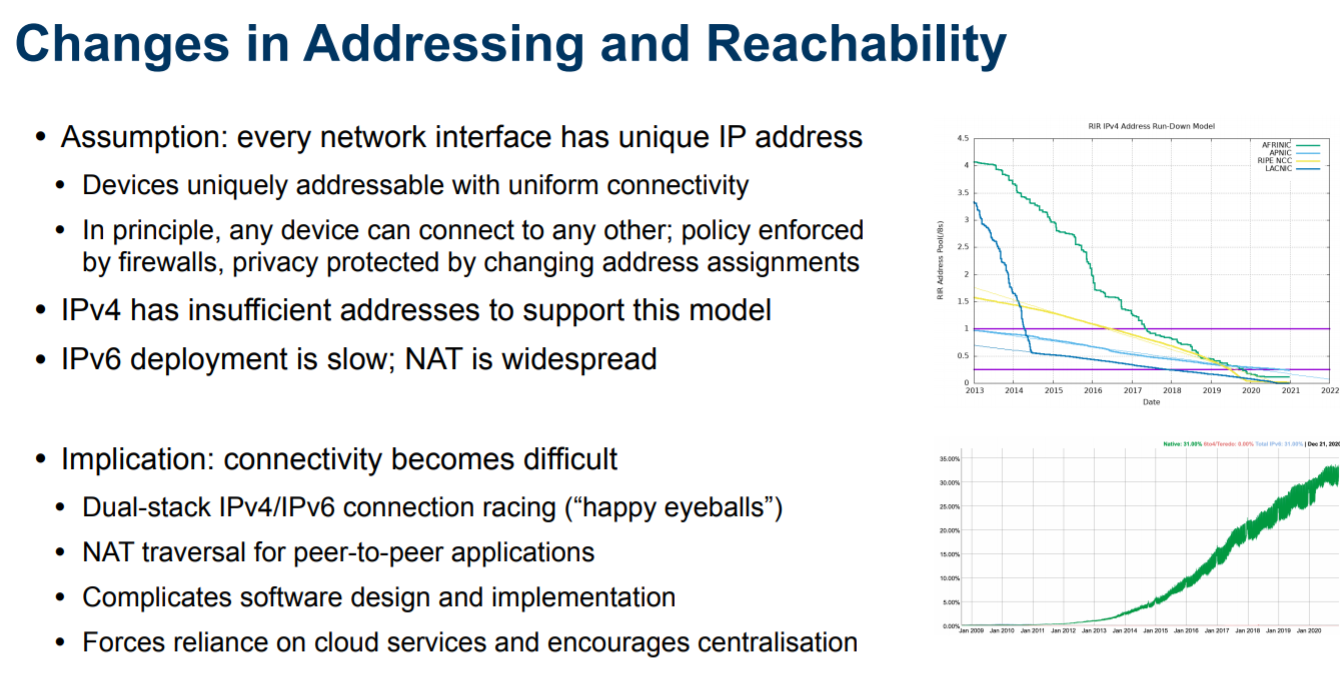 Changes in Addressing and Reachability
• Assumption: every network interface has unique IP address
• Devices uniquely addressable with uniform connectivity
• In principle, any device can connect to any other; policy enforced
by firewalls, privacy protected by changing address assignments
• IPv4 has insufficient addresses to support this model
• IPv6 deployment is slow; NAT is widespread
RIR IPv4 Address Run-Down Model
AFRINIC
APNIC
RIPE NCC
LACNIC
RIR Address Pool(/8s)
4.5
4
3.5
3
2.5
2
1.5
1
0.5
0
2013 2014 2015 2016 2017 2018 2019 2020 2021 2022
Date
• Implication: connectivity becomes difficult
• Dual-stack IPv4/IPv6 connection racing (“happy eyeballs”)
• NAT traversal for peer-to-peer applications
• Complicates software design and implementation
• Forces reliance on cloud services and encourages centralisation
Native: 31.00% 6to4/Teredo: 0.00% Total IPv6: 31.00% | Dec 21, 2020
35.00%
30.00%
25.00%
20.00%
15.00%
10.00%
5.00%
0.00%
Jan 2009 Jan 2010 Jan 2011 Jan 2012 Jan 2013 Jan 2014 Jan 2015 Jan 2016 Jan 2017 Jan 2018 Jan 2019 Jan 2020